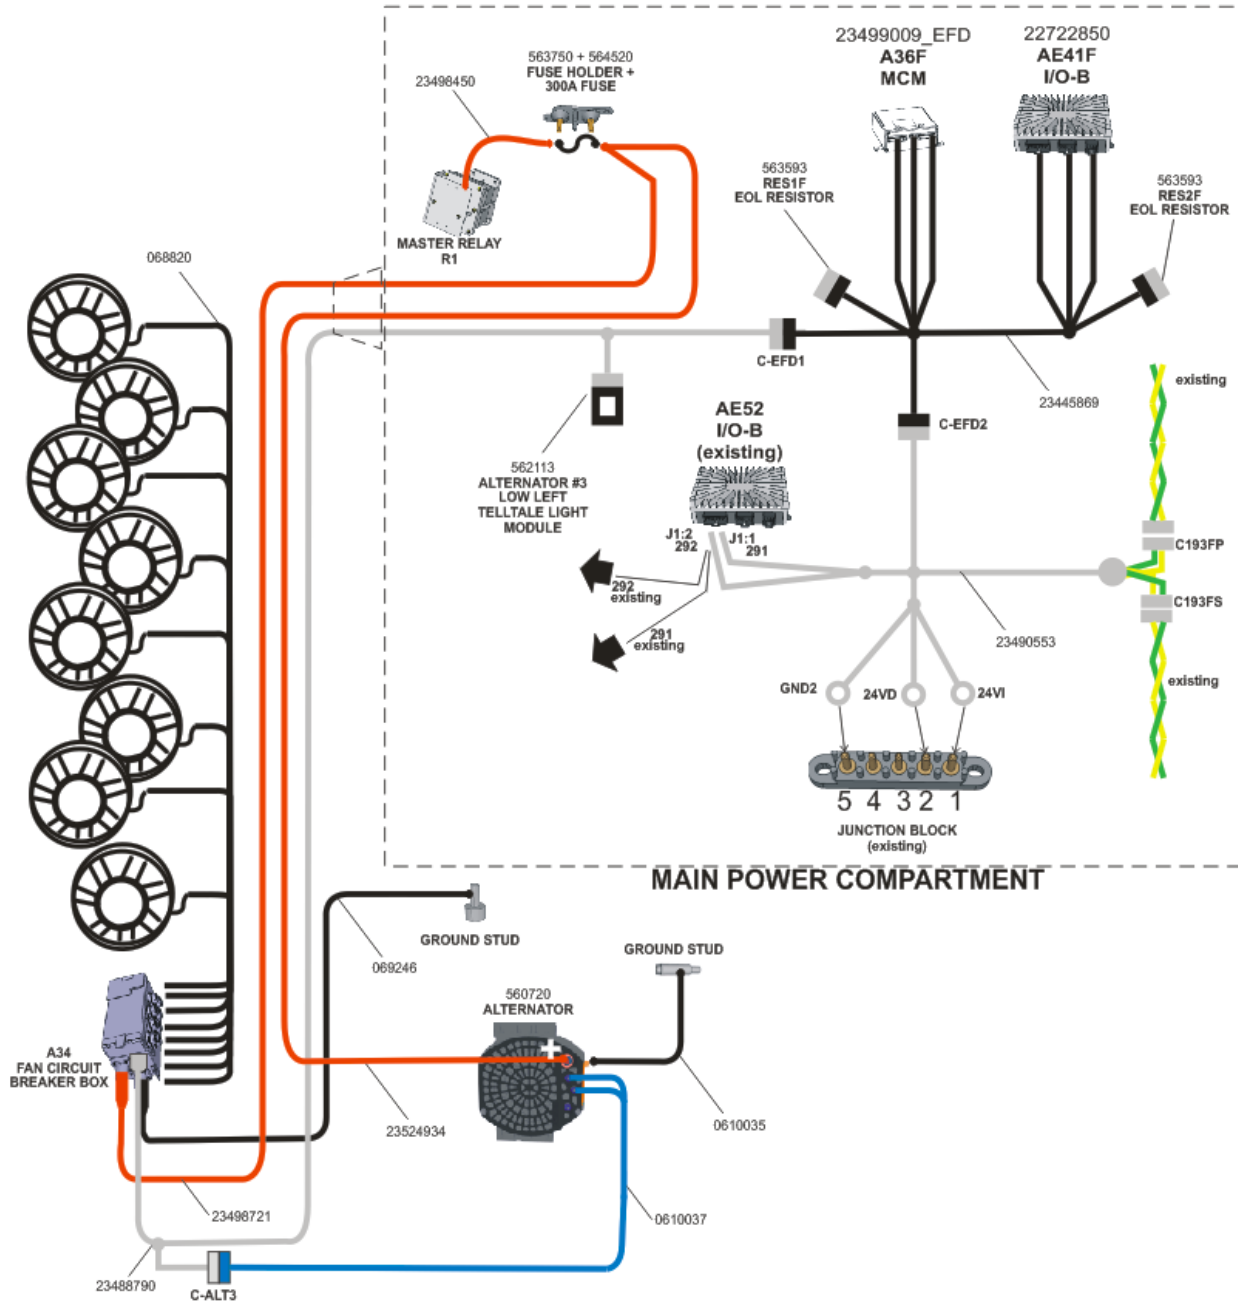 23499009_EFD
A36F
MCM
22722850
AE41F
I/O-B
563750 + 564520
FUSE HOLDER +
300A FUSE
23498450
563593
RES1F
EOL RESISTOR
563593
RES2F
EOL RESISTOR
MASTER RELAY
R1
068820
C-EFD1
23445869
existing
AE52
I/O-B
(existing)
C-EFD2
562113
ALTERNATOR #3
LOW LEFT
TELLTALE LIGHT
MODULE
J1:2
292
J1:1
291
C193FP
292
existing
C193FS
291
existing
23490553
existing
GND2
24VD
24VI
5 4 3 2 1
JUNCTION BLOCK
(existing)
MAIN POWER COMPARTMENT
GROUND STUD
069246
GROUND STUD
560720
ALTERNATOR
A34
FAN CIRCUIT
BREAKER BOX
23524934
0610035
23498721
0610037
23488790
C-ALT3